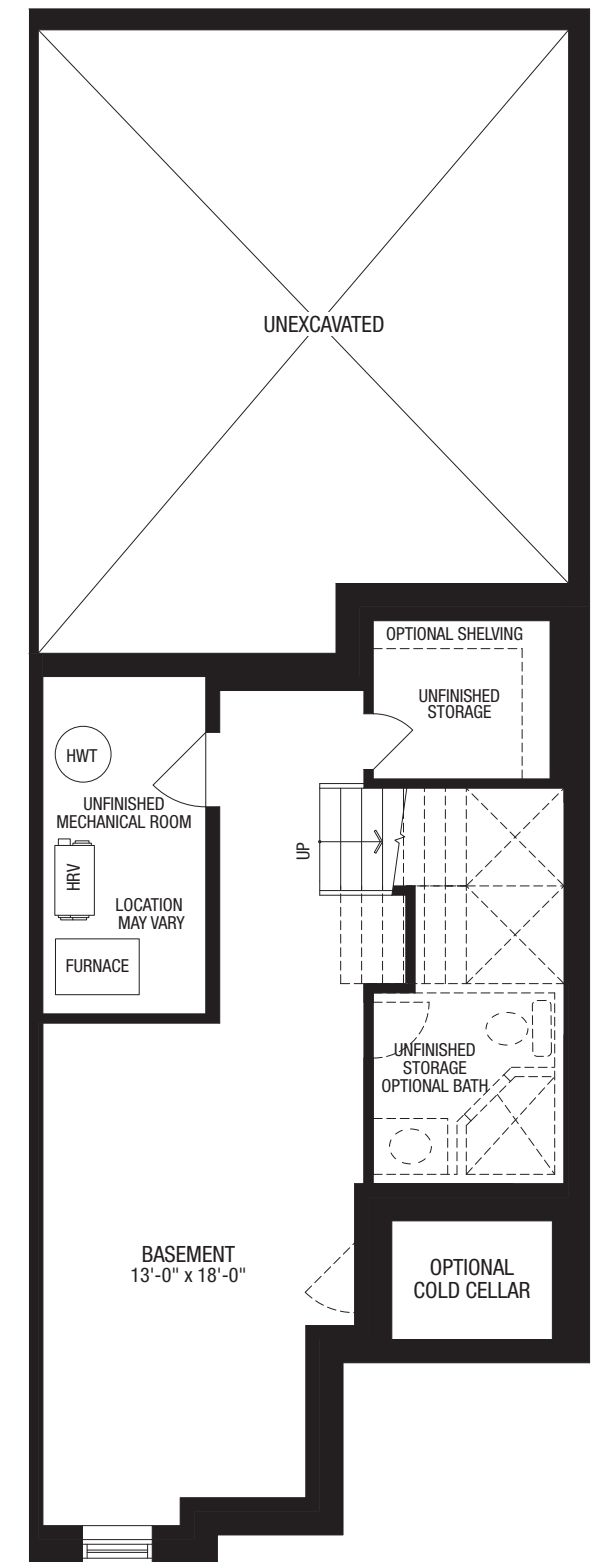 UNEXCAVATED
OPTIONAL SHELVING
UNFINISHED
STORAGE
HWT
UNFINISHED
MECHANICAL ROOM
HRV
LOCATION
MAY VARY
FURNACE
UP
UNFINISHED
STORAGE
OPTIONAL BATH
BASEMENT
13'-0" x 18'-0"
OPTIONAL
COLD CELLAR